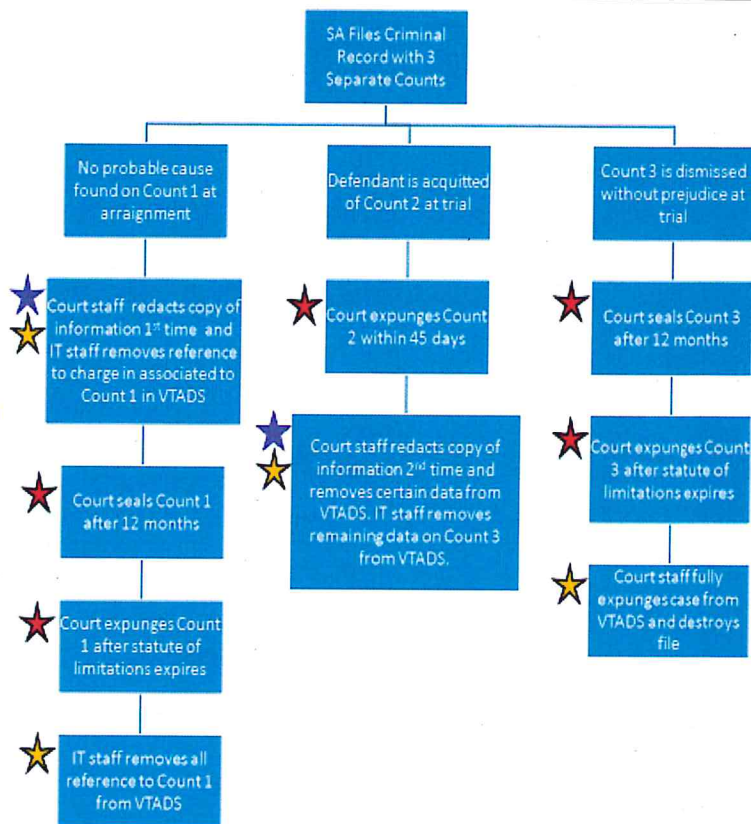 SA Files Criminal
Record with 3
Separate Counts
No probable cause
found on Count 1 at
arraignment
Court staff redacts copy of
information 1st time and
IT staff removes reference
to charge in associated to
Count 1 in VTADS
Court seals Count 1
after 12 months
Court expunges Count
1 after statute of
limitations expires
IT staff removes all
reference to Count 1
from VTADS
Defendant is acquitted
of Count 2 at trial
Court expunges Count
2 within 45 days
Court staff redacts copy of
information 2nd time and
removes certain data from
VTADS. IT staff removes
remaining data on Count 3
from VTADS.
Count 3 is dismissed
without prejudice at
trial
Court seals Count 3
after 12 months
Court expunges Count
3 after statute of
limitations expires
Court staff fully
expunges case from
VTADS and destroys
file